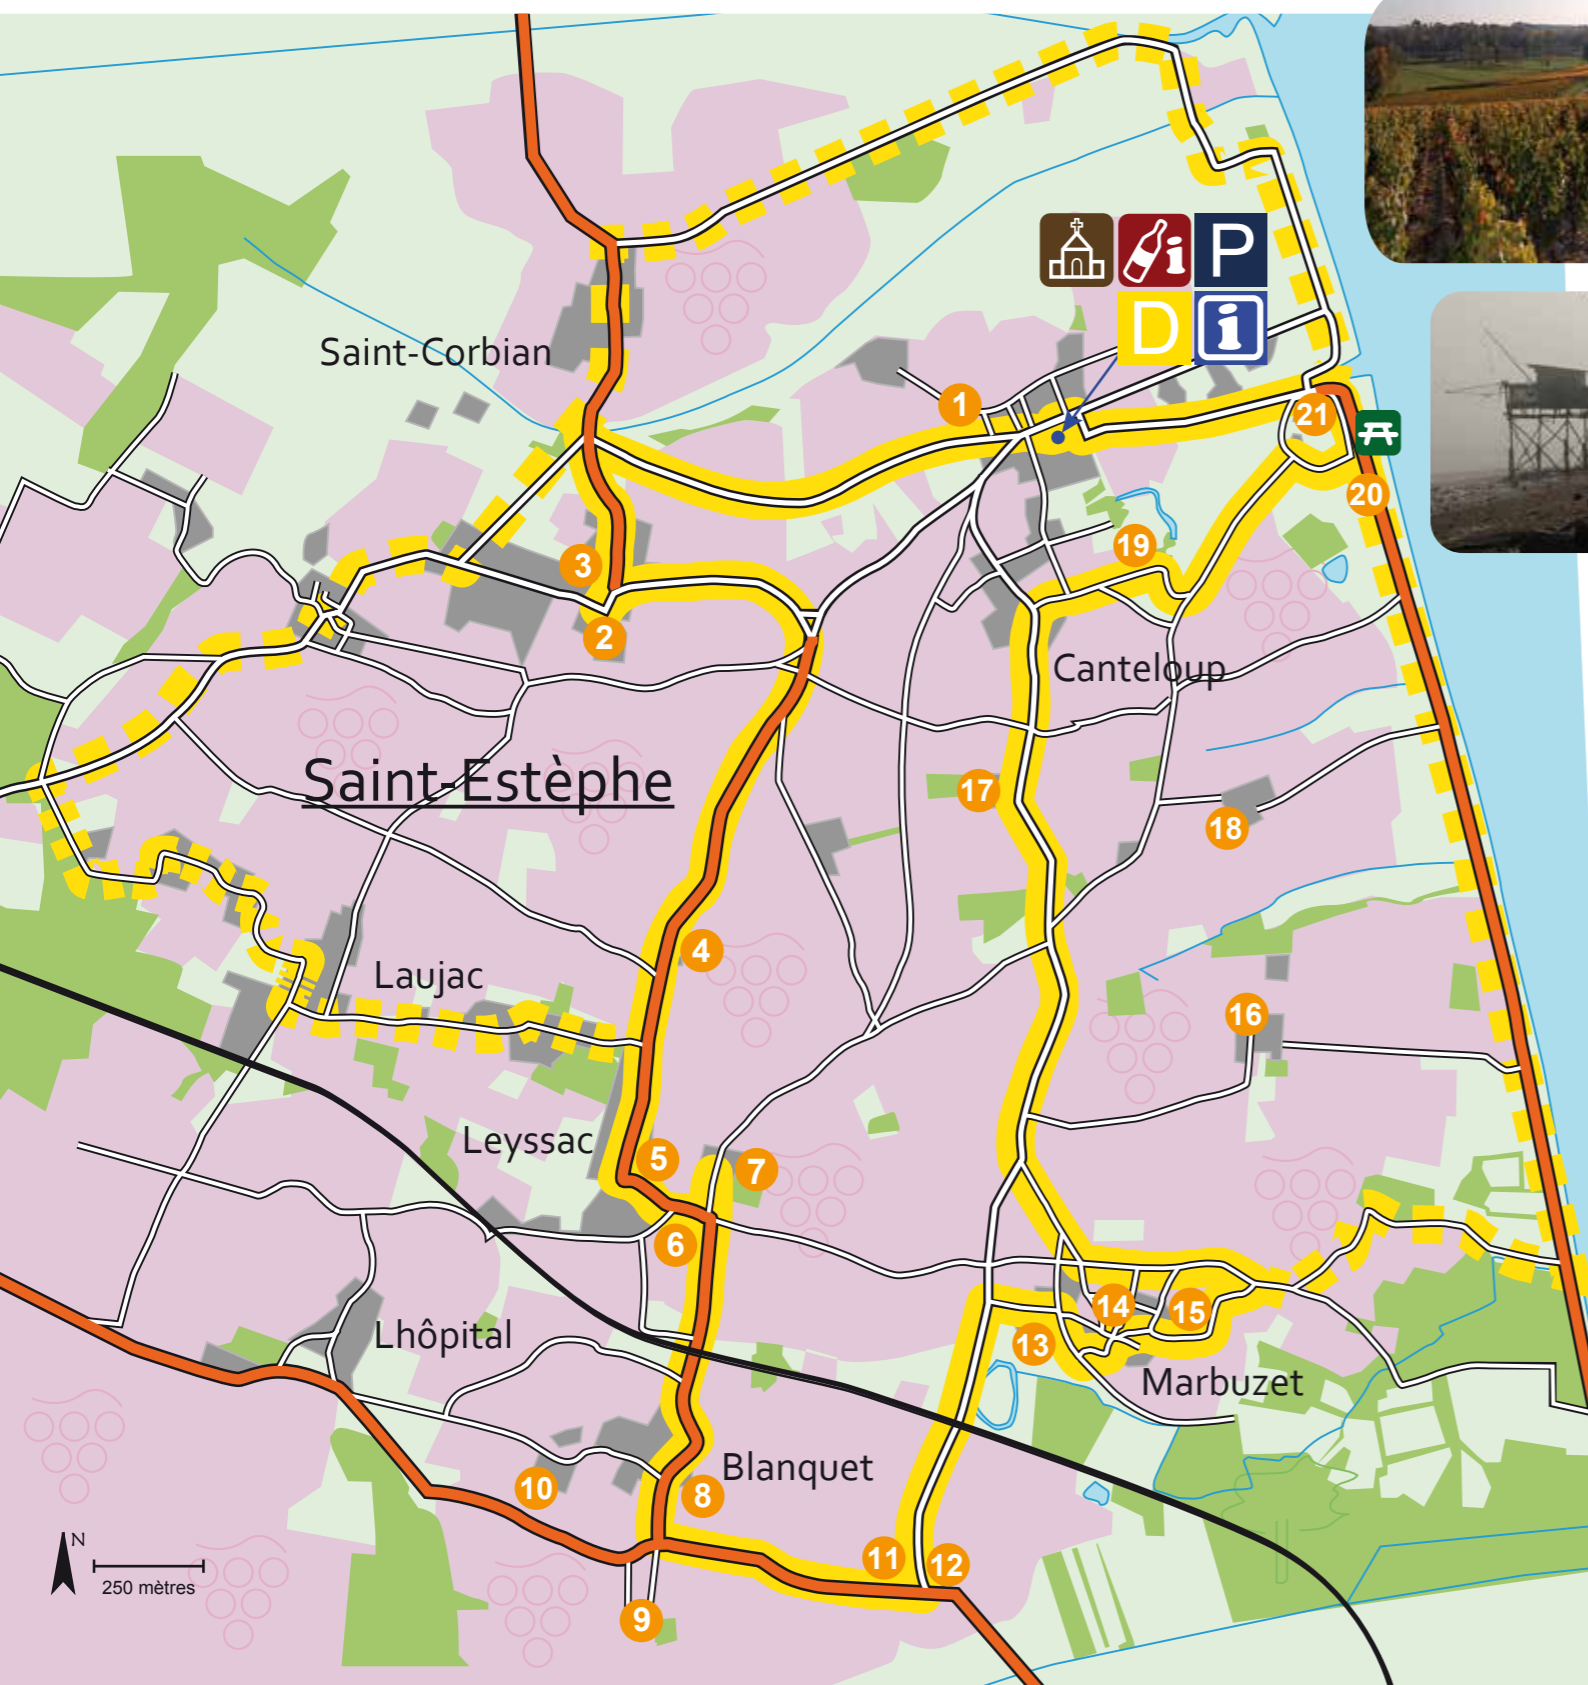 P
D i
Saint-Corbian
1
21
20
3
19
2
Canteloup
Saint-Estèphe
17
18
4
Laujac
16
Leyssac
5
7
6
14
15
Lhôpital
13
Marbuzet
Blanquet
10
8
11
12
N
250 mètres
9